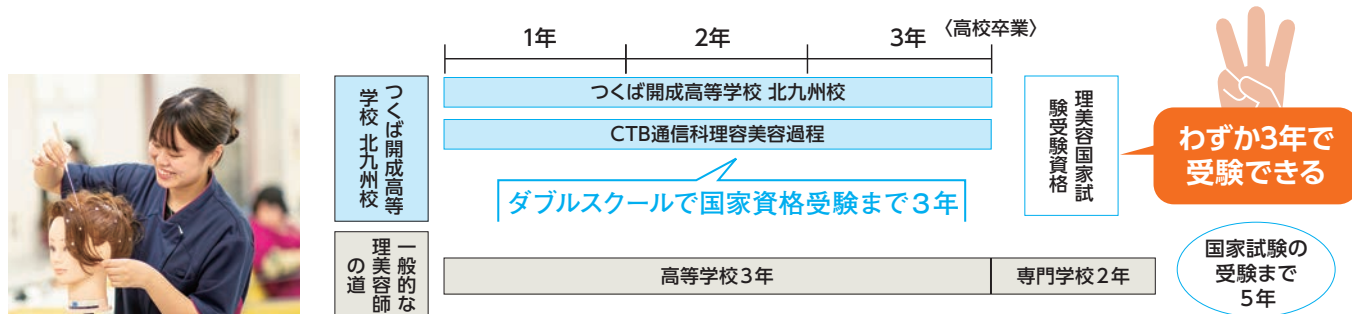 1年
2年
3年
〈高校卒業〉
つくば開成高等
学校 北九州校
つくば開成高等学校 北九州校
CTB通信科理容美容過程
ダブルスクールで国家資格受験まで3年
理美容国家試
験受験資格
わずか3年で
受験できる
一般的な
理美容師
の道
高等学校3年
専門学校2年
国家試験の
受験まで
5年